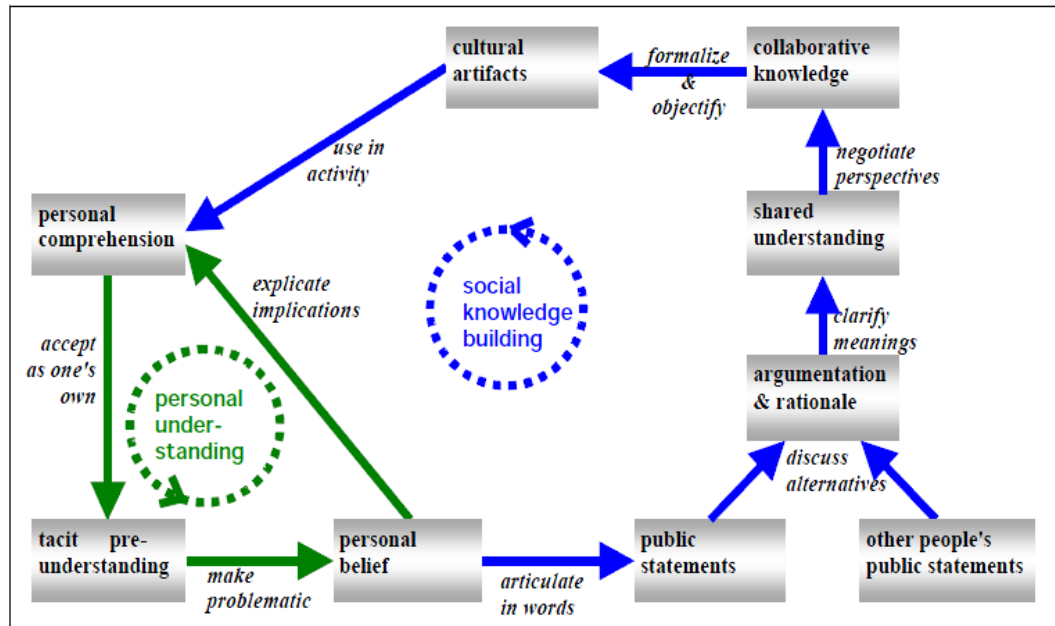 cultural
artifacts
formalize
&
objectify
collaborative
knowledge
use in
activity
negotiate
perspectives
personal
comprehension
shared
understanding
explicate
implications
social
knowledge
building
clarify
meanings
accept
as one's
own
personal
under-
standing
argumentation
& rationale
discuss
alternatives
tacit pre-
understanding
make
problematic
personal
belief
articulate
in words
public
statements
other people's
public statements